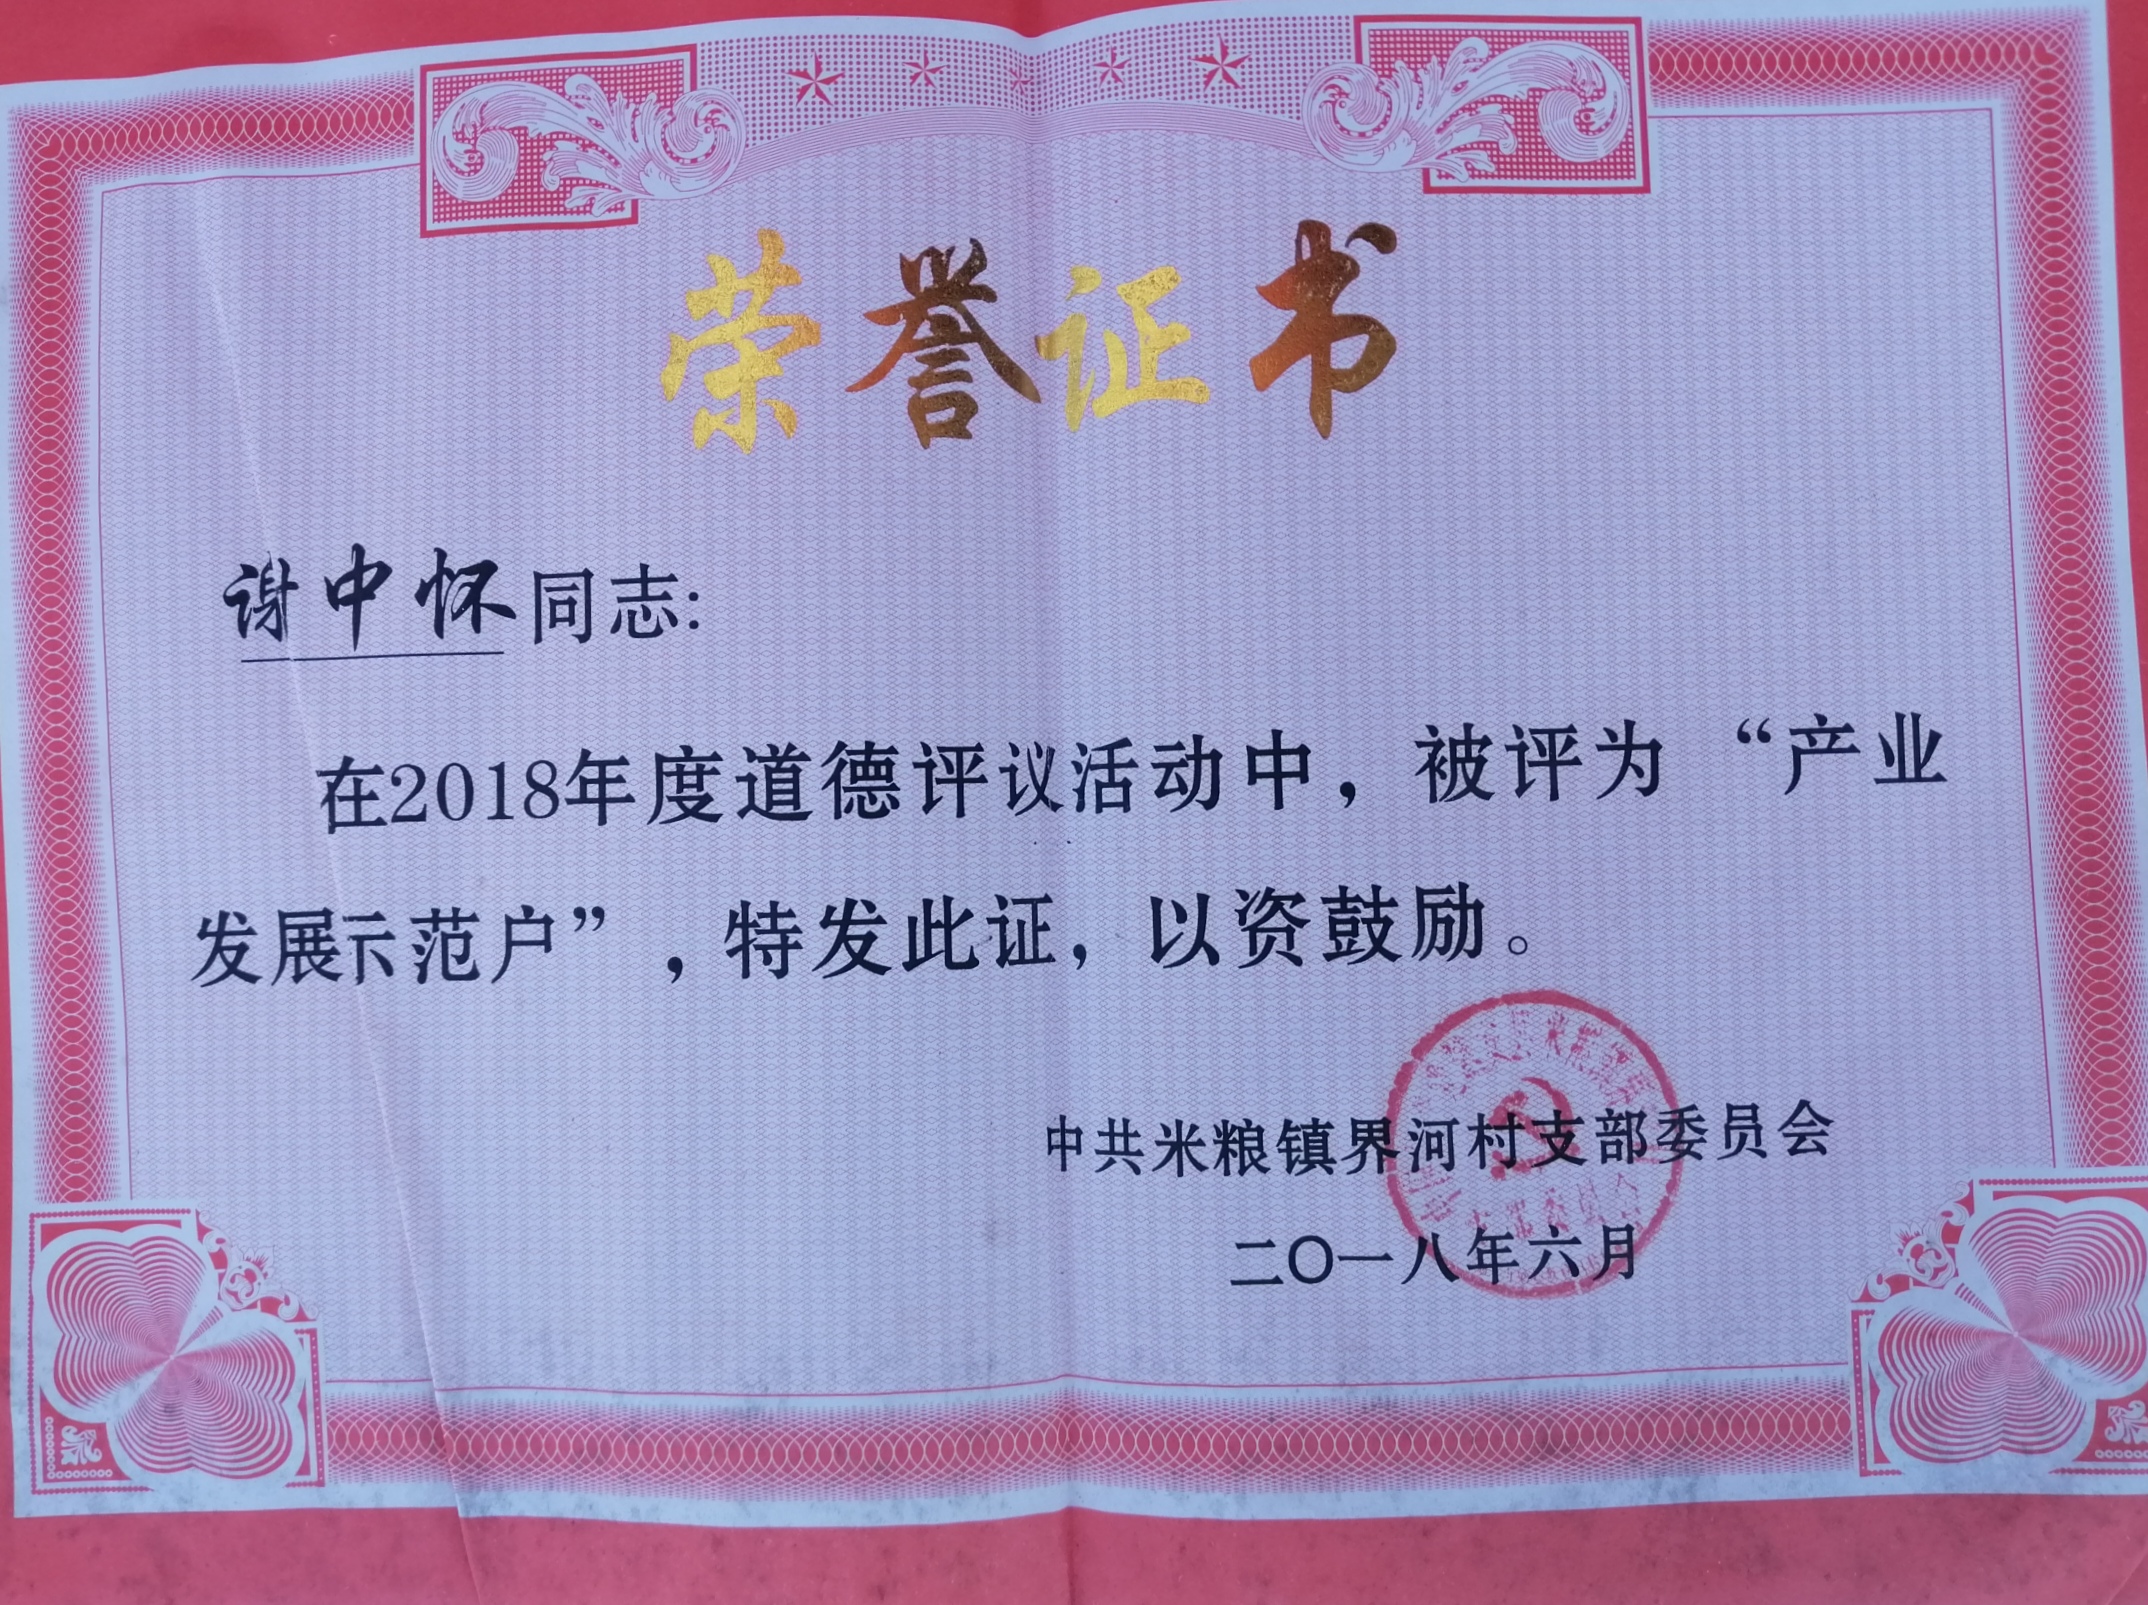 荣誉证书
谢中怀同志:
在2018年度道德评议活动中，被评为“产业
发展示范户”，特发此证，以资鼓励。
中共米粮镇界河村支部委员会
二〇一八年六月